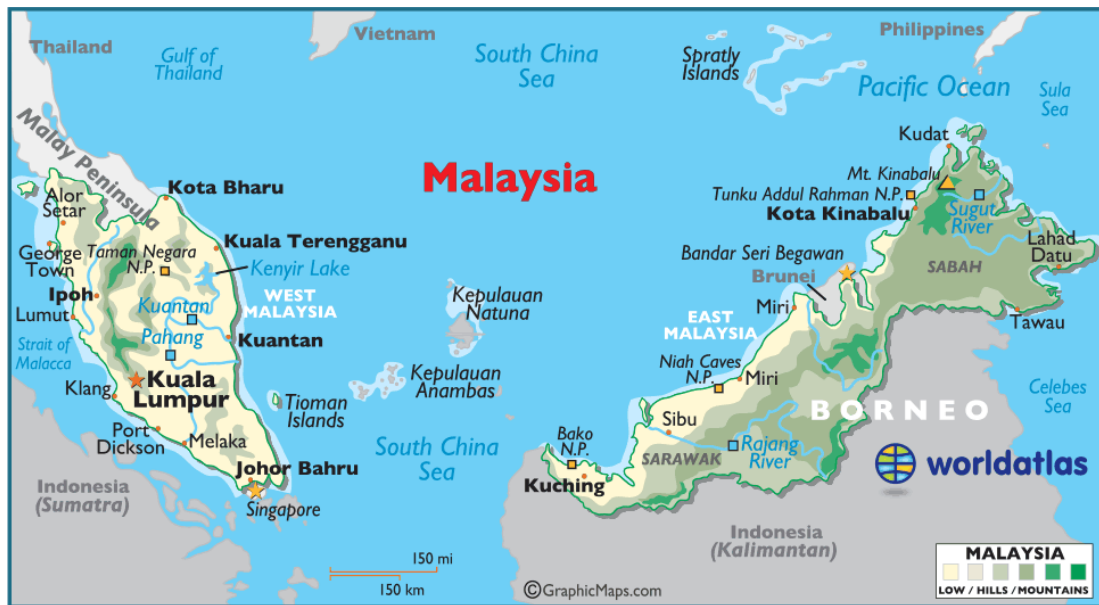 Thailand
Vietnam
Philippines
Gulf of
Thailand
South China
Sea
Spratly
Islands
Pacific Ocean
Sula
Sea
Malay Peninsula
Malaysia
Kudat
Mt. Kinabalu
Tunku Addul Rahman N.P.
Kota Kinabalu
Sugut
River
Alor
Setar
Kota Bharu
George
Town
Taman Negara
N.P.
Kuala Terengganu
Kenyir Lake
Bandar Seri Begawan
Brunei
SABAH
Lahad
Datu
Ipoh
Lumut
Kuantan
WEST
MALAYSIA
Kepulauan
Natuna
Miri
EAST
MALAYSIA
Tawau
Strait of
Malacca
Pahang
Kuantan
Klang
Kuala
Lumpur
Kepulauan
Anambas
Niah Caves
N.P.
Miri
Celebes
Sea
Tioman
Islands
BORNEO
Port
Dickson
Melaka
South China
Sea
Sibu
Bako
N.P.
SARAWAK
Rajang
River
worldatlas
Johor Bahru
Singapore
Kuching
Indonesia
(Sumatra)
Indonesia
(Kalimantan)
150 mi
150 km
©GraphicMaps.com
MALAYSIA
LOW / HILLS / MOUNTAINS